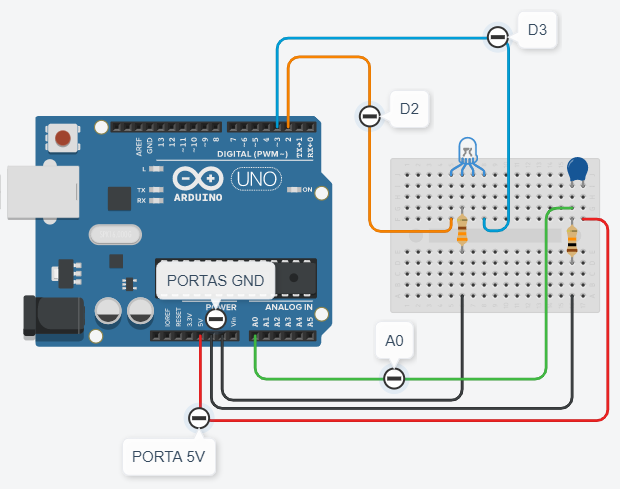 D3
D2
AREF
GND
13
12
~11
~10
~9
8
7
~6
~5
4
~3
2
TX→1
RX←0
DIGITAL (PWM~)
L
TX
RX
UNO
ON
ARDUINO
PORTAS GND
POWER
ANALOG IN
IOREF
RESET
3.3V
5V
Vin
A0
A1
A2
A3
A4
A5
A0
PORTA 5V